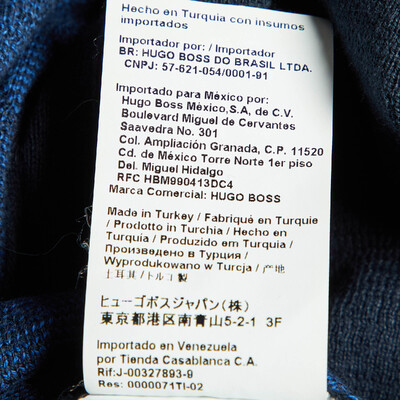 Hecho en Turquia con insumos
importados
Importador por: / Importador
BR: HUGO BOSS DO BRASIL LTDA.
CNPJ: 57-621-054/0001-91
Importado para México por:
Hugo Boss México,S.A, de C.V.
Boulevard Miguel de Cervantes
Saavedra No. 301
Col. Ampliación Granada, C.P. 11520
Cd. de México Torre Norte 1er piso
Del. Miguel Hidalgo
RFC HBM990413DC4
Marca Comercial: HUGO BOSS
Made in Turkey / Fabriqué en Turquie
/ Prodotto in Turchia / Hecho en
Turquía / Produzido em Turquia /
Произведено в Турции /
Wyprodukowano w Turcja / 产地
土耳其 / トルコ製
ヒューゴボスジャパン(株)
東京都港区南青山5-2-1 3F
Importado en Venezuela
por Tienda Casablanca C.A.
Rif:J-00327893-9
Res: 0000071TI-02